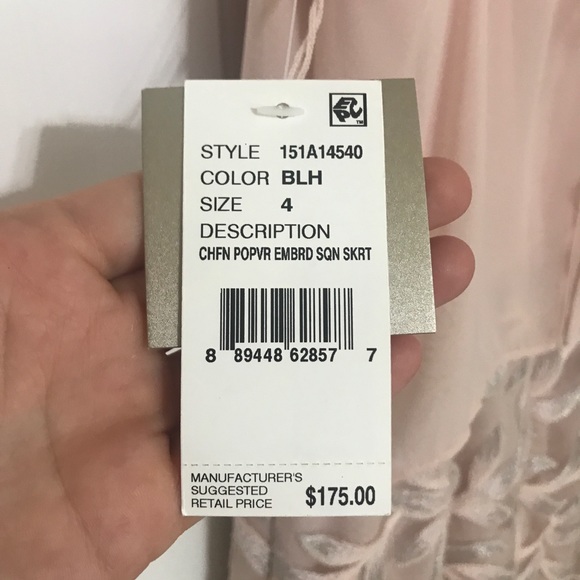 EPC™
STYLE 151A14540
COLOR BLH
SIZE 4
DESCRIPTION
CHFN POPVR EMBRD SQN SKRT
8 89448 62857 7
MANUFACTURER'S
SUGGESTED
RETAIL PRICE $175.00